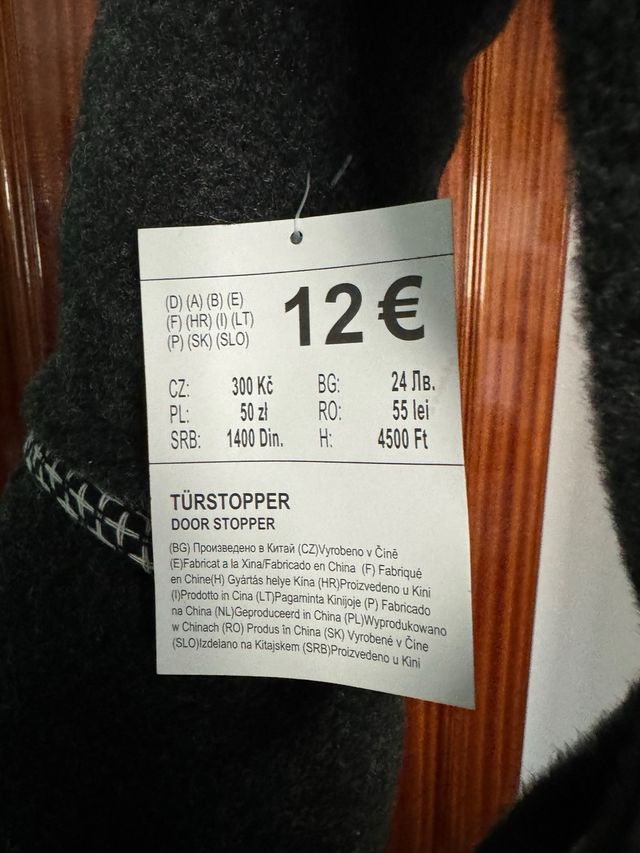 (D) (A) (B) (E)
(F) (HR) (I) (LT)
(P) (SK) (SLO)
12 €
CZ: 300 Kč BG: 24 Лв.
PL: 50 zł RO: 55 lei
SRB: 1400 Din. H: 4500 Ft
TÜRSTOPPER
DOOR STOPPER
(BG) Произведено в Китай (CZ)Vyrobeno v Čině
(E)Fabricat a la Xina/Fabricado en China (F) Fabriqué
en Chine(H) Gyártás helye Kína (HR)Proizvedeno u Kini
(I)Prodotto in Cina (LT)Pagaminta Kinijoje (P) Fabricado
na China (NL)Geproduceerd in China (PL)Wyprodukowano
w Chinach (RO) Produs în China (SK) Vyrobené v Číne
(SLO)Izdelano na Kitajskem (SRB)Proizvedeno u Kini